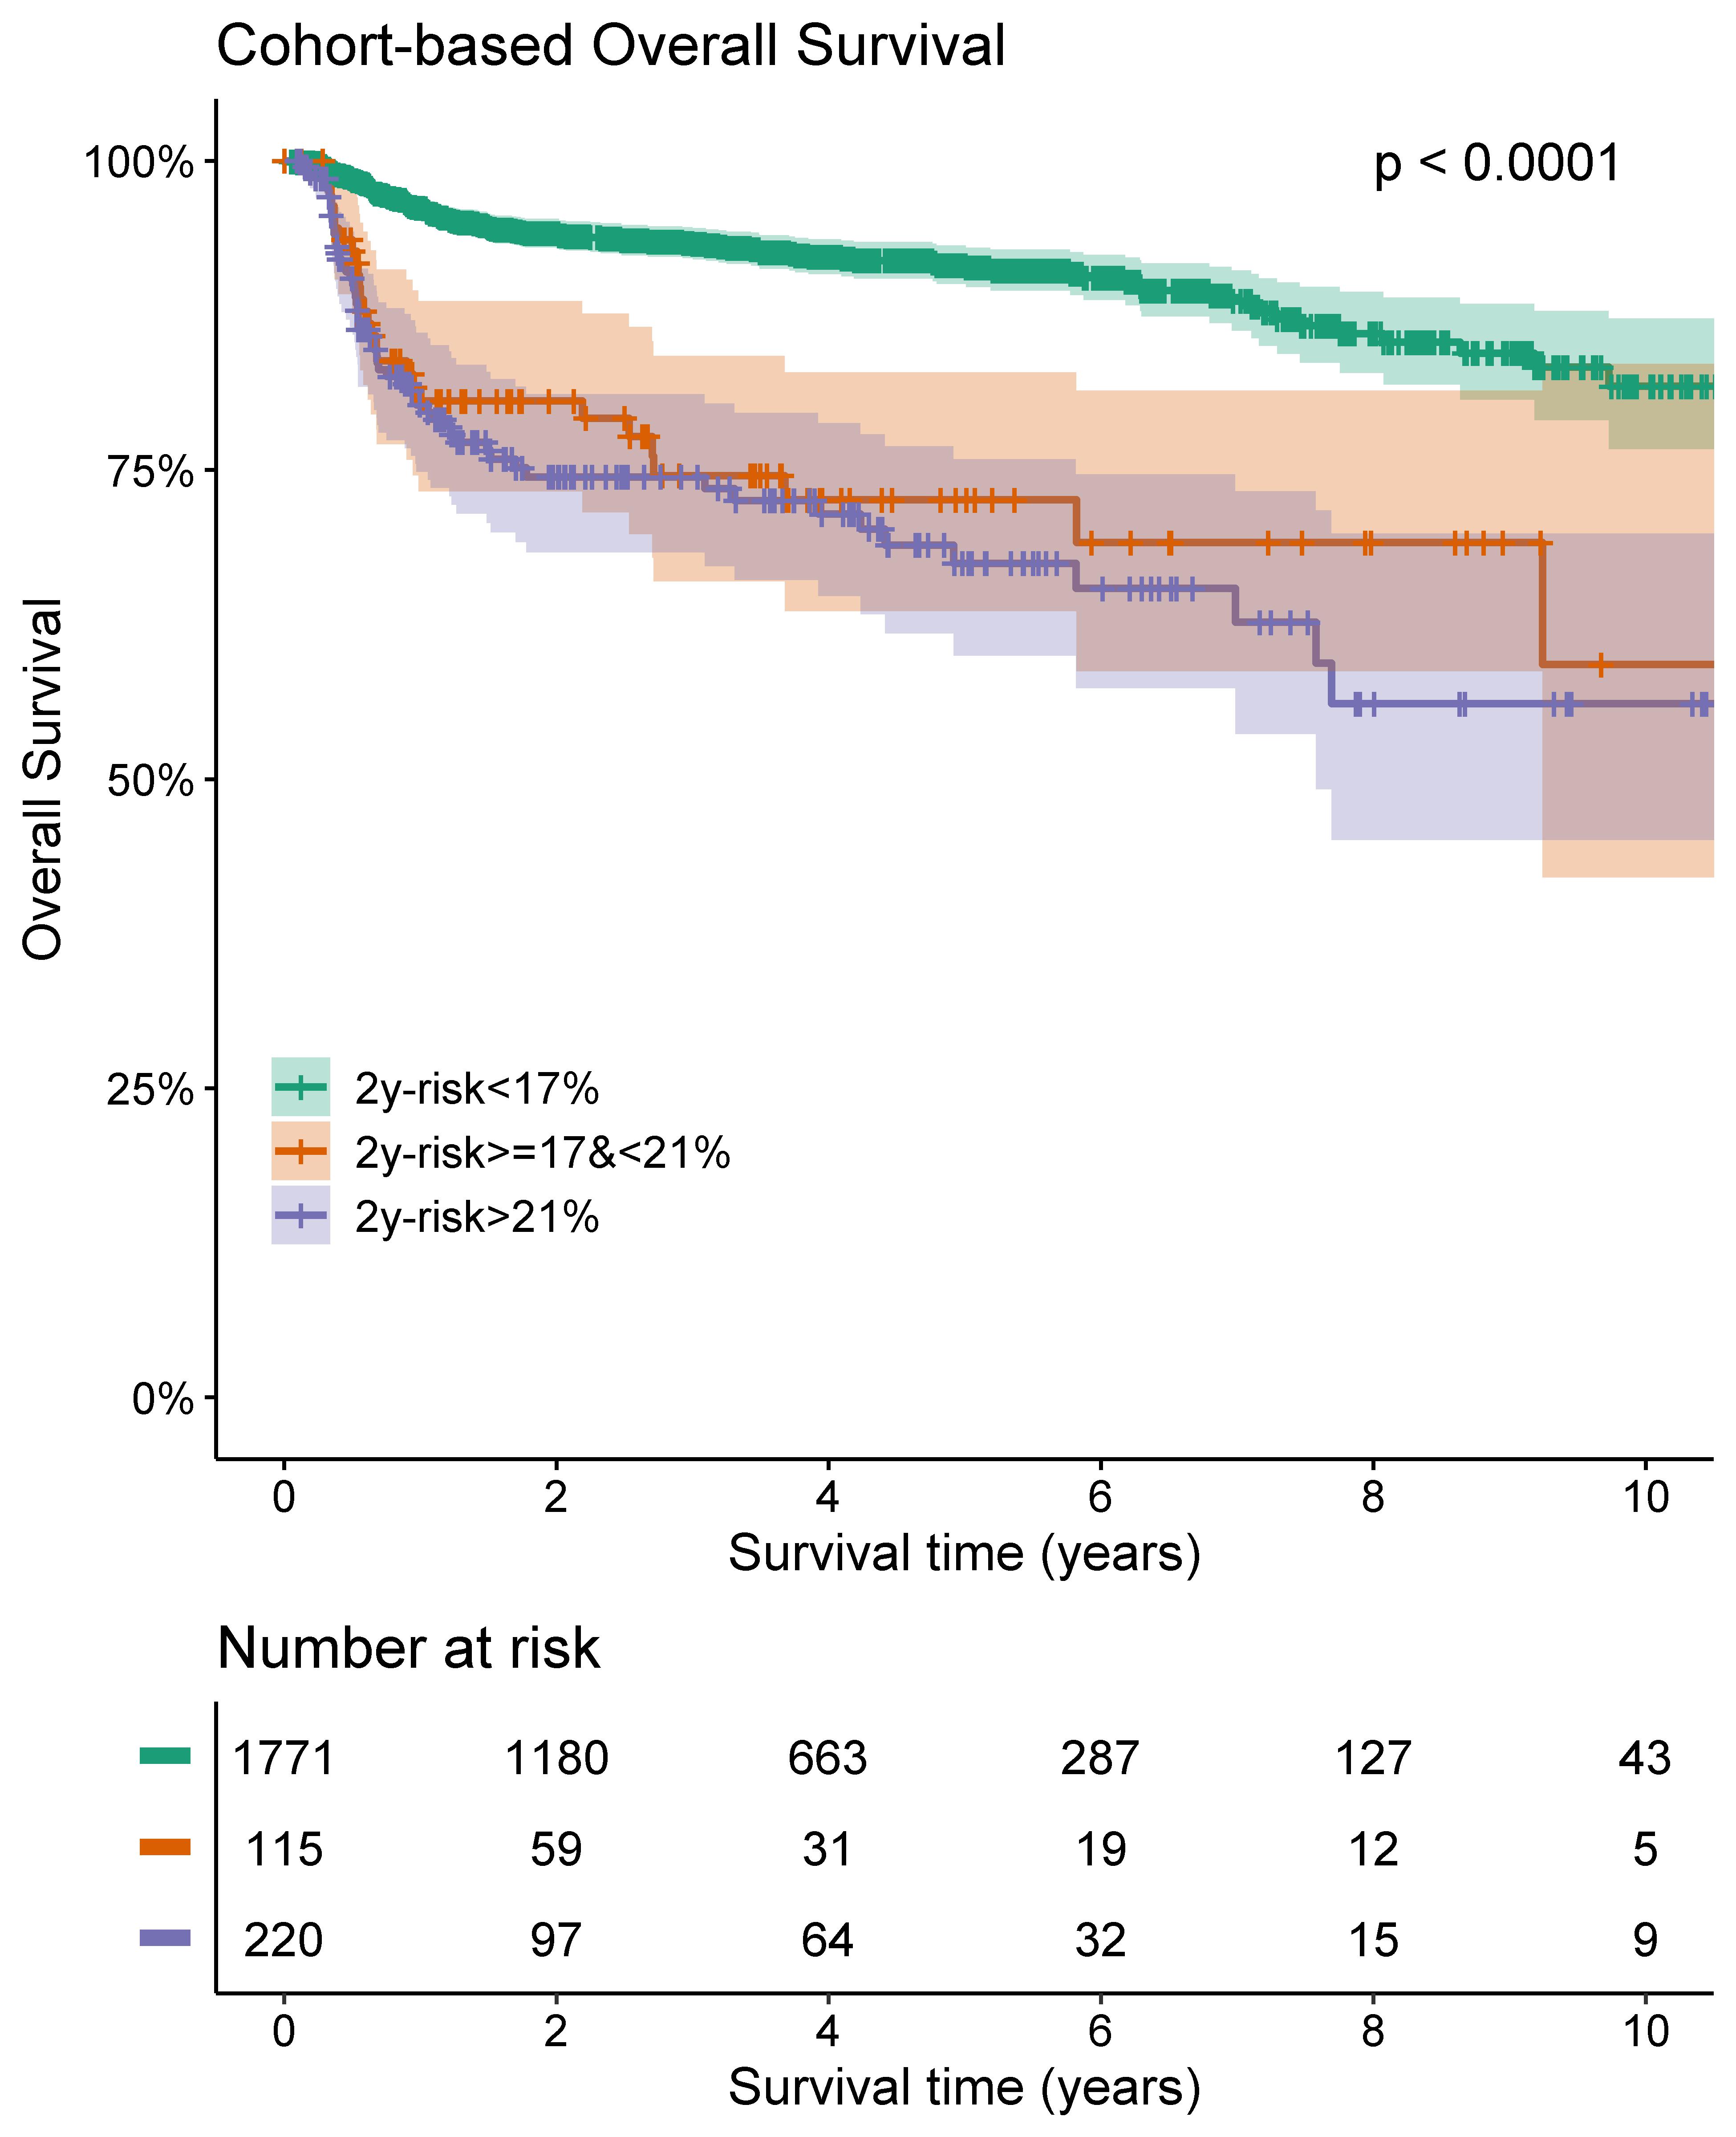 Cohort-based Overall Survival
p < 0.0001
100%
75%
50%
25%
0%
Overall Survival
2y-risk<17%
2y-risk>=17&<21%
2y-risk>21%
0 2 4 6 8 10
Survival time (years)
Number at risk
1771 1180 663 287 127 43
115 59 31 19 12 5
220 97 64 32 15 9
0 2 4 6 8 10
Survival time (years)